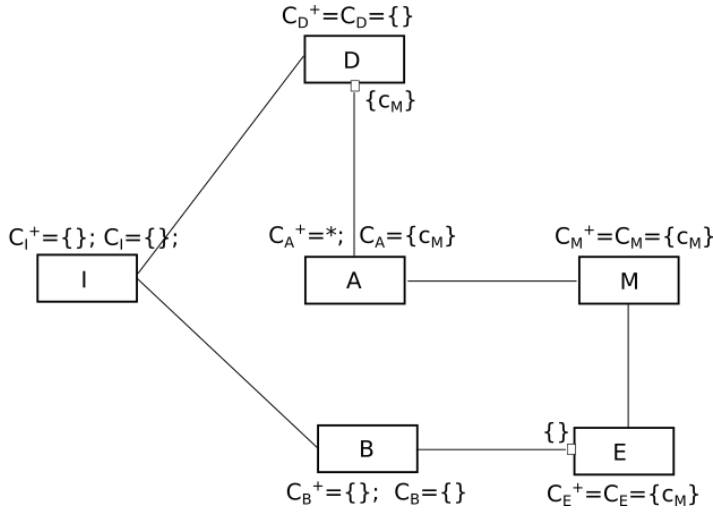 C_D^+=C_D={}
D
{c_M}
C_I^+={}; C_I={};
C_A^+=*; C_A={c_M}
C_M^+=C_M={c_M}
I
A
M
{}
B
E
C_B^+={}; C_B={}
C_E^+=C_E={c_M}